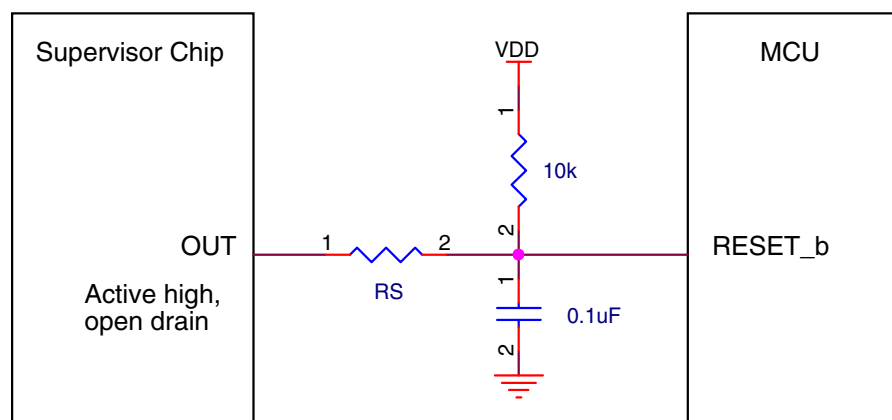 Supervisor Chip
VDD
MCU
1
10k
2
OUT
1
2
RESET_b
RS
1
Active high,
open drain
0.1uF
2